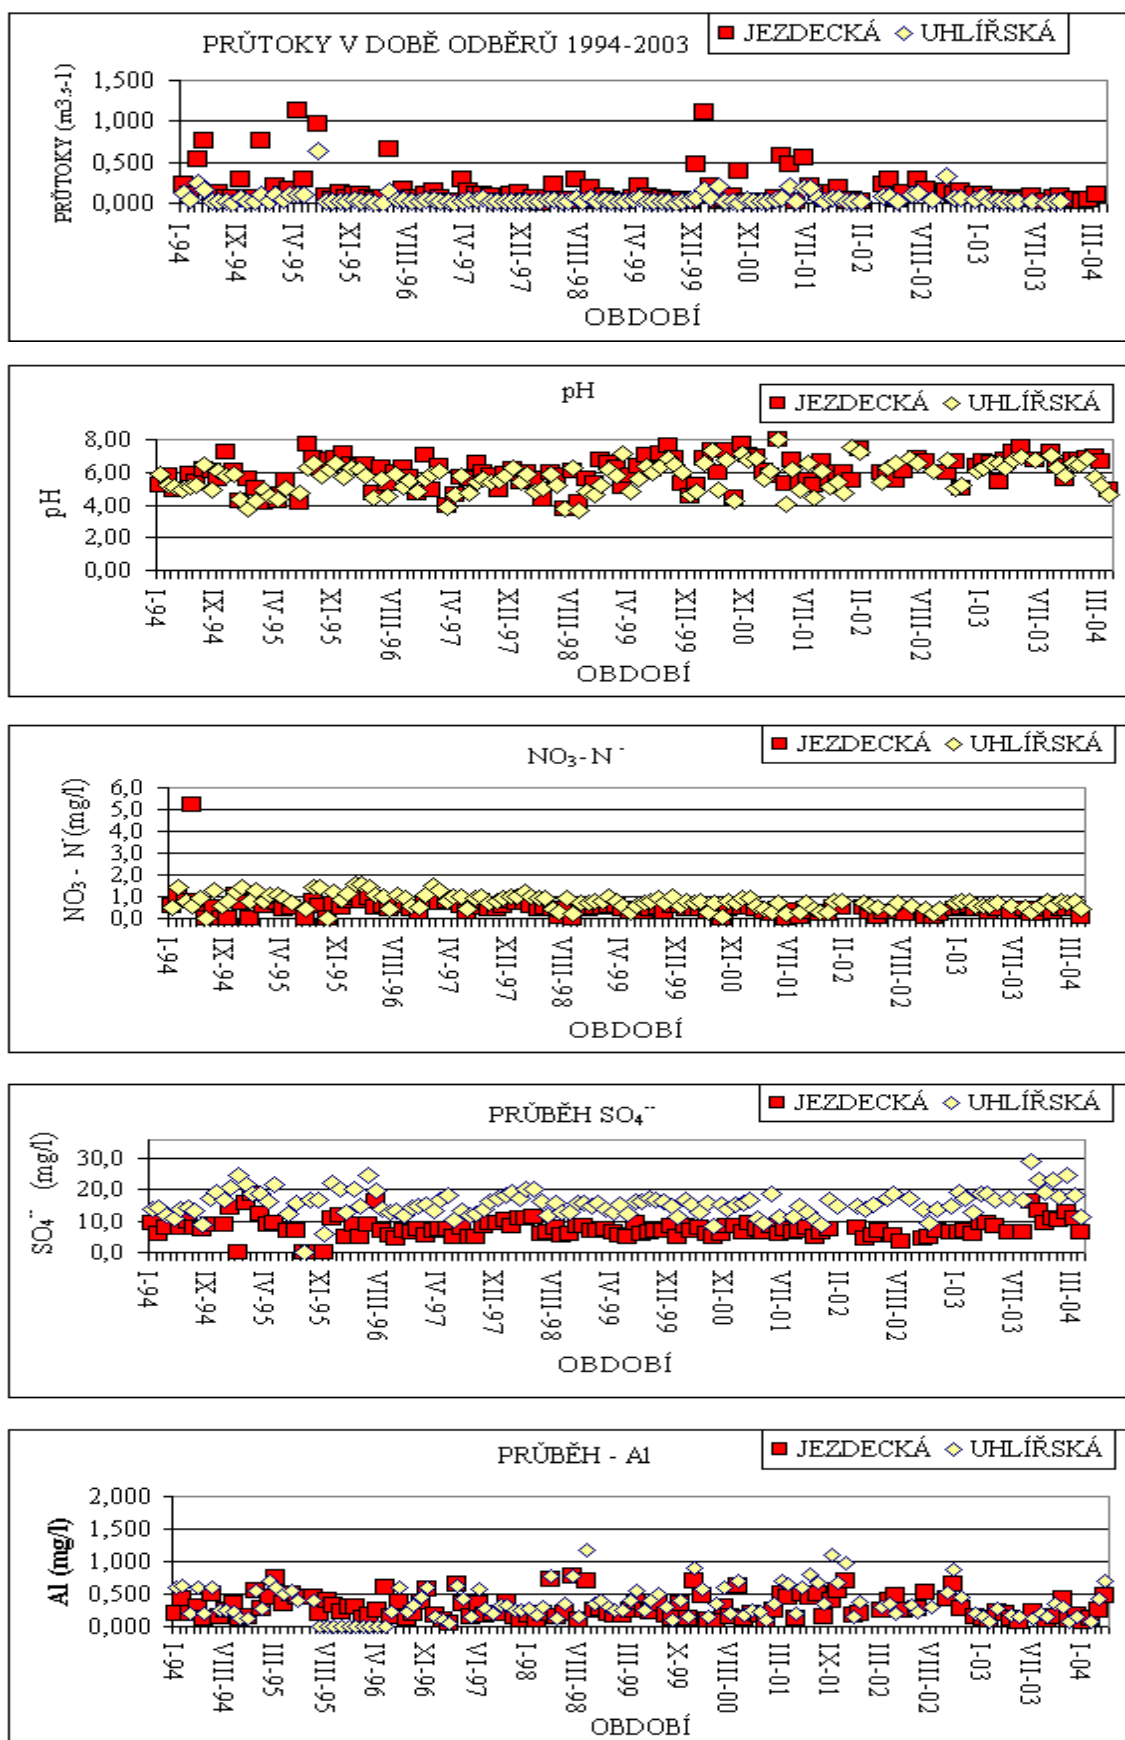 PRŮTOKY V DOBĚ ODBĚRŮ 1994-2003
JEZDECKÁ UHLÍŘSKÁ
PRŮTOKY (m3.s-1)
1,500
1,000
0,500
0,000
I-94 IX-94 IV-95 XI-95 VIII-96 IV-97 XII-97 VIII-98 IV-99 XII-99 XI-00 VII-01 II-02 VIII-02 I-03 VII-03 III-04
OBDOBÍ
pH
JEZDECKÁ UHLÍŘSKÁ
pH
8,00
6,00
4,00
2,00
0,00
I-94 IX-94 IV-95 XI-95 VIII-96 IV-97 XII-97 VIII-98 IV-99 XII-99 XI-00 VII-01 II-02 VIII-02 I-03 VII-03 III-04
OBDOBÍ
NO₃- N⁻
JEZDECKÁ UHLÍŘSKÁ
NO₃ - N (mg/l)
6,0
5,0
4,0
3,0
2,0
1,0
0,0
I-94 IX-94 IV-95 XI-95 VIII-96 IV-97 XII-97 VIII-98 IV-99 XII-99 XI-00 VII-01 II-02 VIII-02 I-03 VII-03 III-04
OBDOBÍ
PRŮBĚH SO₄⁻⁻
JEZDECKÁ UHLÍŘSKÁ
SO₄⁻⁻ (mg/l)
30,0
20,0
10,0
0,0
I-94 IX-94 IV-95 XI-95 VIII-96 IV-97 XII-97 VIII-98 IV-99 XII-99 XI-00 VII-01 II-02 VIII-02 I-03 VII-03 III-04
OBDOBÍ
PRŮBĚH - Al
JEZDECKÁ UHLÍŘSKÁ
Al (mg/l)
2,000
1,500
1,000
0,500
0,000
I-94 VIII-94 III-95 VIII-95 IV-96 XI-96 VI-97 I-98 VIII-98 III-99 X-99 VIII-00 III-01 IX-01 III-02 VIII-02 I-03 VII-03 I-04
OBDOBÍ